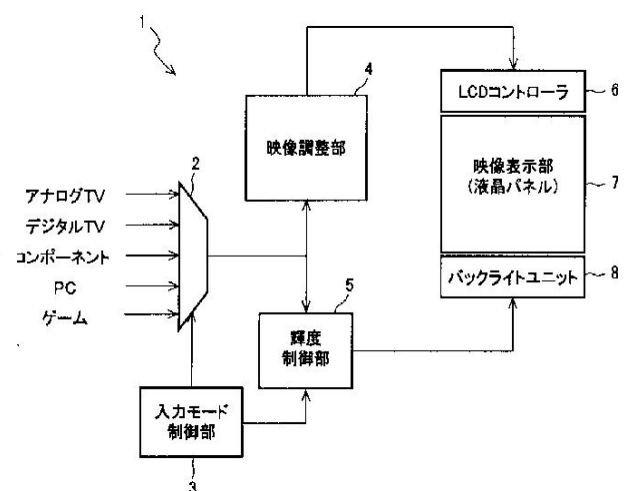 1
4
映像調整部
LCDコントローラ
6
映像表示部
(液晶パネル)
7
バックライトユニット
8
2
アナログTV
デジタルTV
コンポーネント
PC
ゲーム
5
輝度
制御部
入力モード
制御部
3